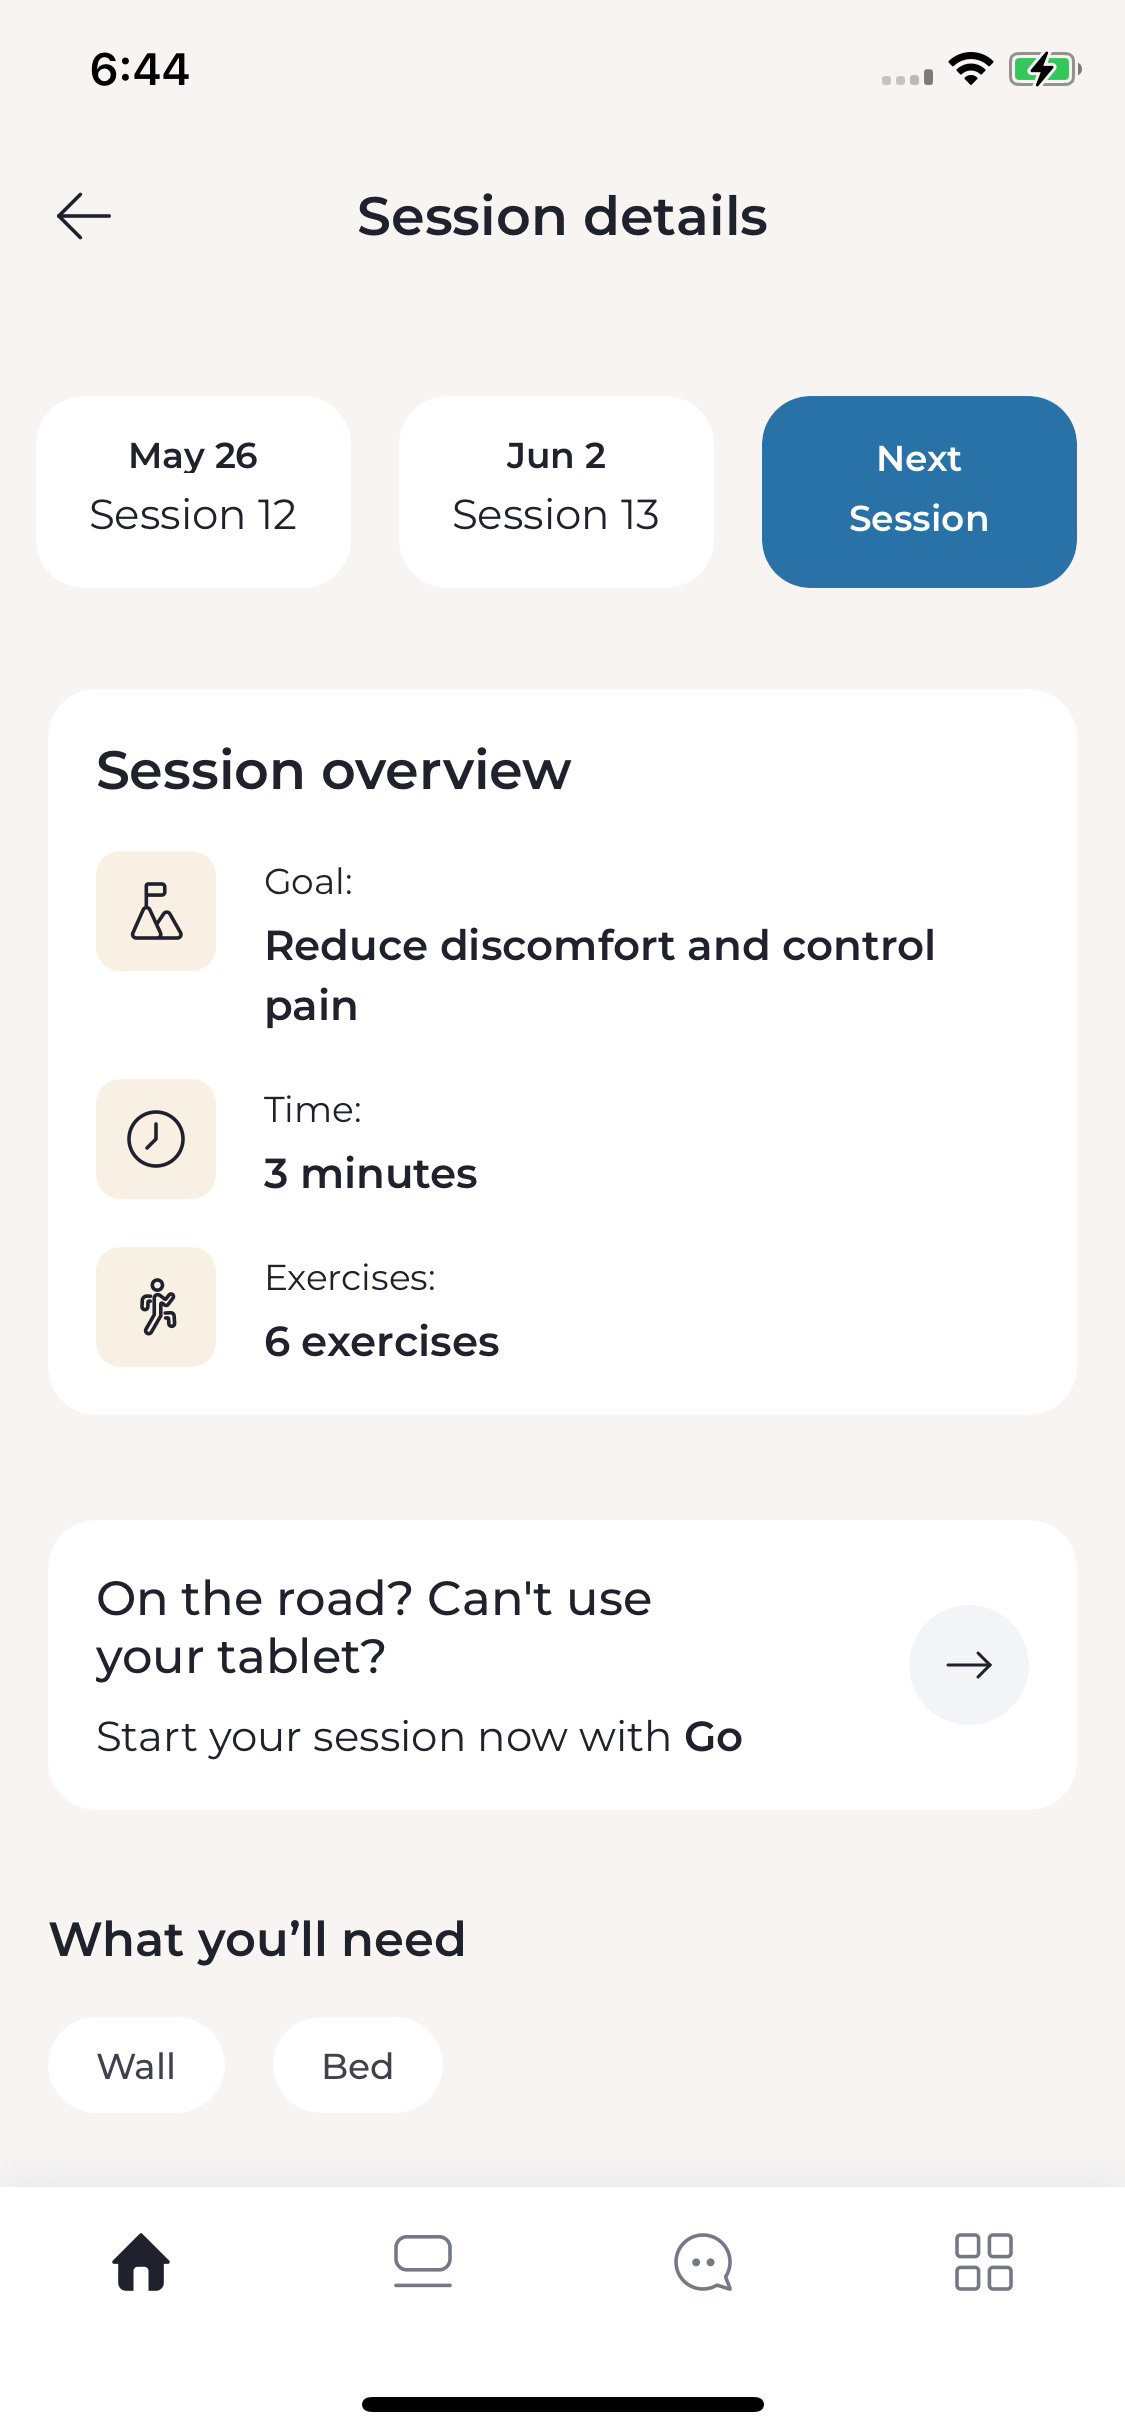 6:44
Session details
May 26
Session 12
Jun 2
Session 13
Next
Session
Session overview
Goal:
Reduce discomfort and control
pain
Time:
3 minutes
Exercises:
6 exercises
On the road? Can't use
your tablet?
Start your session now with Go
What you’ll need
Wall
Bed